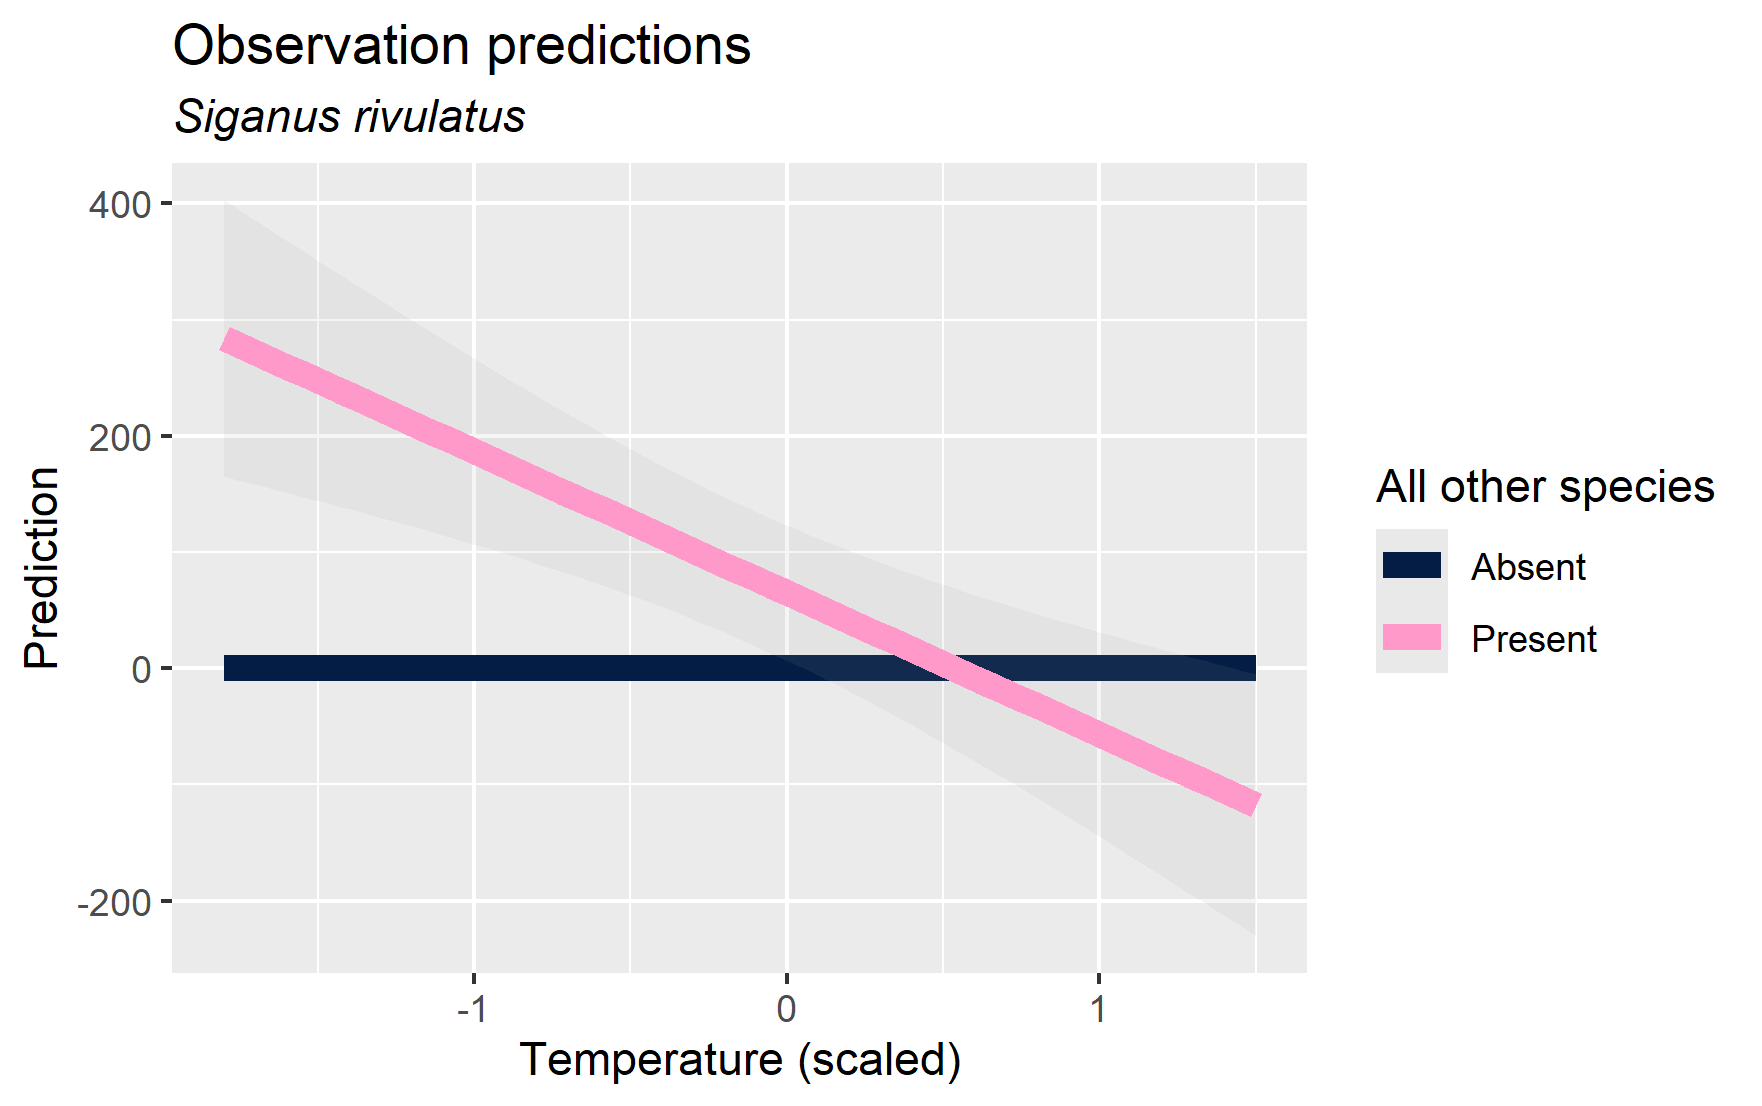 Observation predictions
Siganus rivulatus
400
200
0
-200
Prediction
-1
0
1
Temperature (scaled)
All other species
Absent
Present